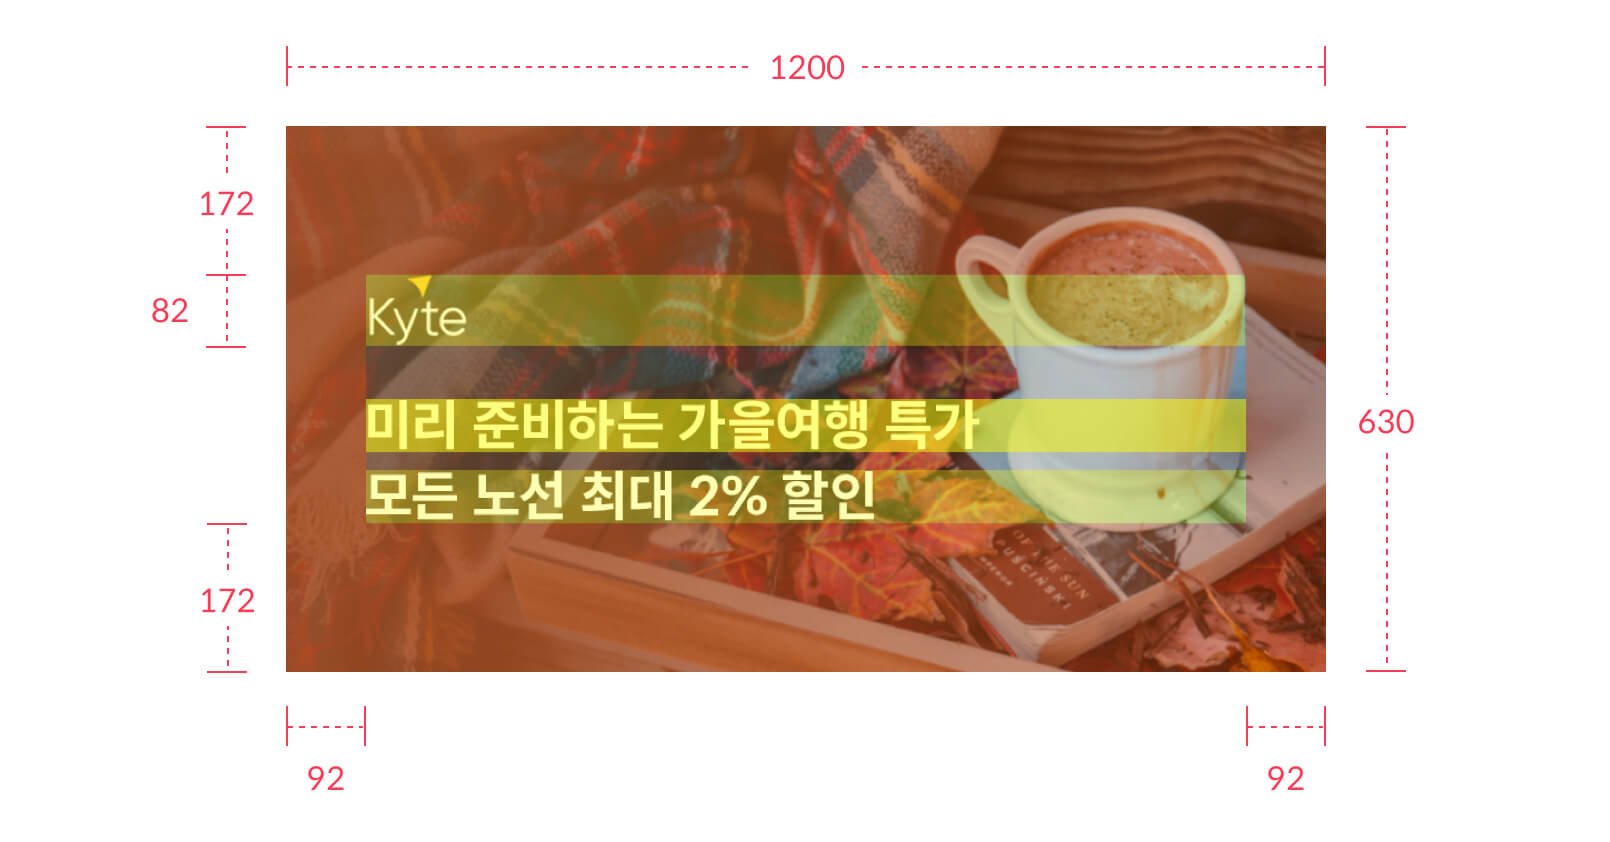 1200
172
82
Kyte
미리 준비하는 가을여행 특가
630
모든 노선 최대 2% 할인
OF A THE SUN
PUSCIŃSKI
172
92
92